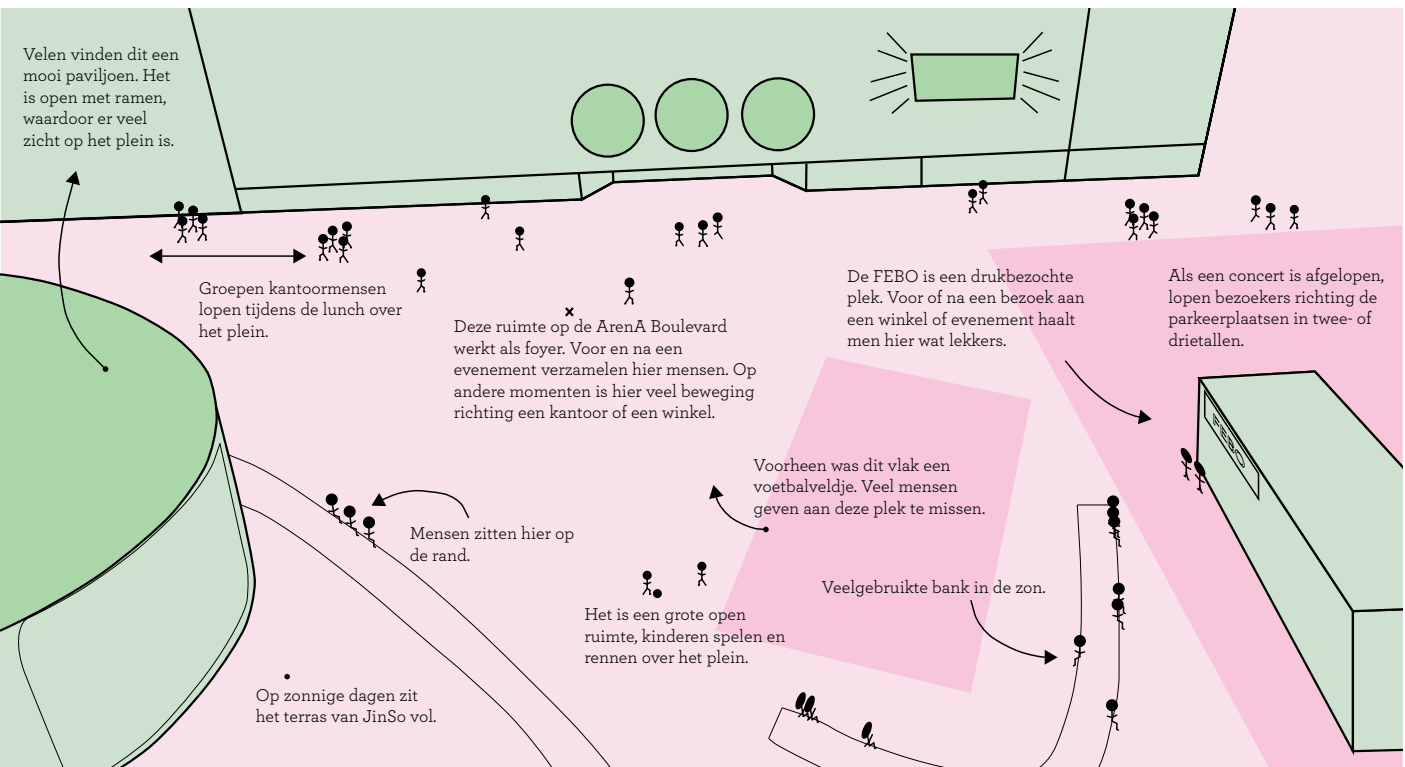 Velen vinden dit een
mooi paviljoen. Het
is open met ramen,
waardoor er veel
zicht op het plein is.
Groepen kantoormensen
lopen tijdens de lunch over
het plein.
Deze ruimte op de ArenA Boulevard
werkt als foyer. Voor en na een
evenement verzamelen hier mensen. Op
andere momenten is hier veel beweging
richting een kantoor of een winkel.
De FEBO is een drukbezochte
plek. Voor of na een bezoek aan
een winkel of evenement haalt
men hier wat lekkers.
Als een concert is afgelopen,
lopen bezoekers richting de
parkeerplaatsen in twee- of
drietallen.
FEBO
Voorheen was dit vlak een
voetbalveldje. Veel mensen
geven aan deze plek te missen.
Mensen zitten hier op
de rand.
Veelgebruikte bank in de zon.
Het is een grote open
ruimte, kinderen spelen en
rennen over het plein.
Op zonnige dagen zit
het terras van JinSo vol.